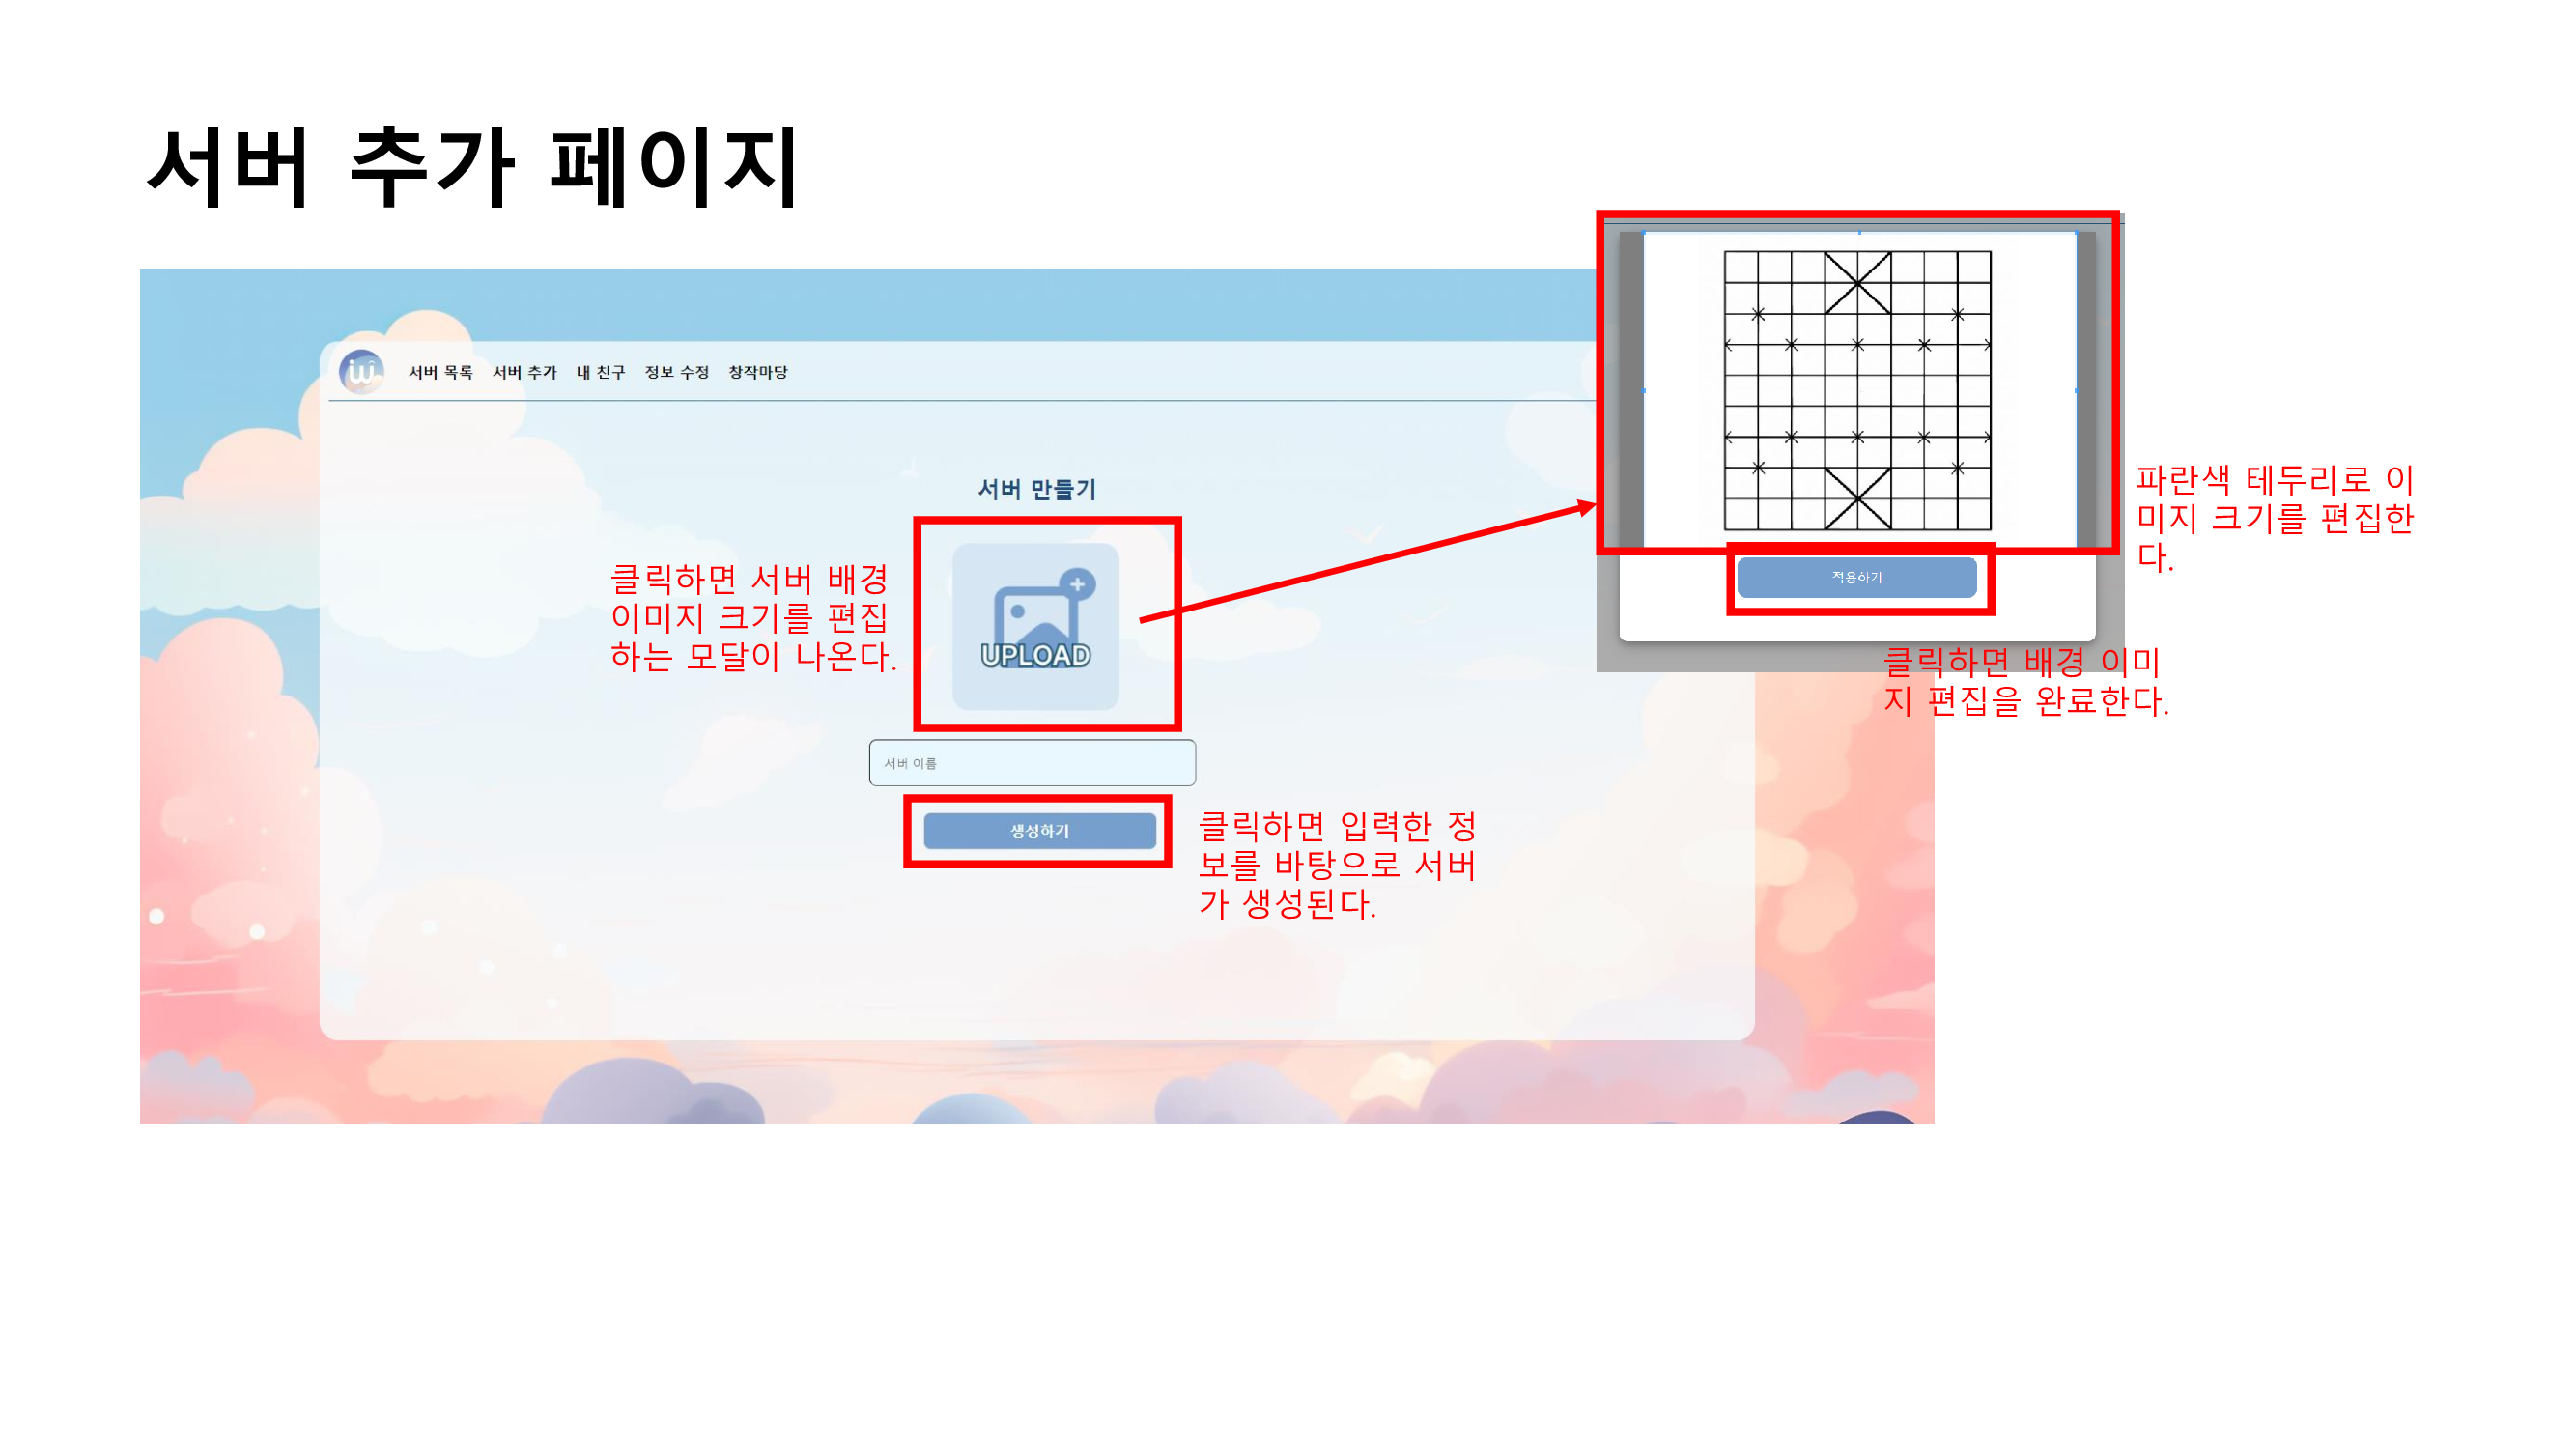 서버 추가 페이지
서버 목록 서버 추가 내 친구 정보 수정 창작마당
서버 만들기
클릭하면 서버 배경
이미지 크기를 편집
하는 모달이 나온다.
UPLOAD
서버 이름
생성하기
클릭하면 입력한 정
보를 바탕으로 서버
가 생성된다.
파란색 테두리로 이
미지 크기를 편집한
다.
적용하기
클릭하면 배경 이미
지 편집을 완료한다.